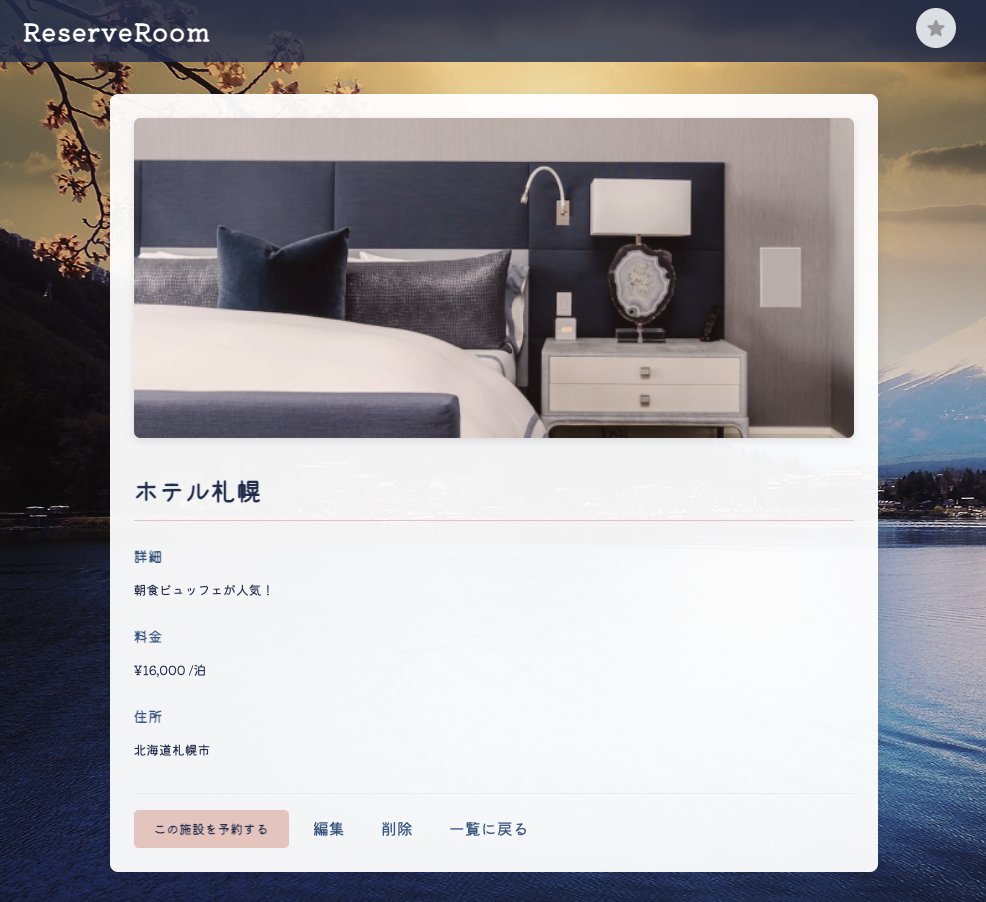 ReserveRoom
ホテル札幌
詳細
朝食ビュッフェが人気！
料金
¥16,000 /泊
住所
北海道札幌市
この施設を予約する 編集 削除 一覧に戻る